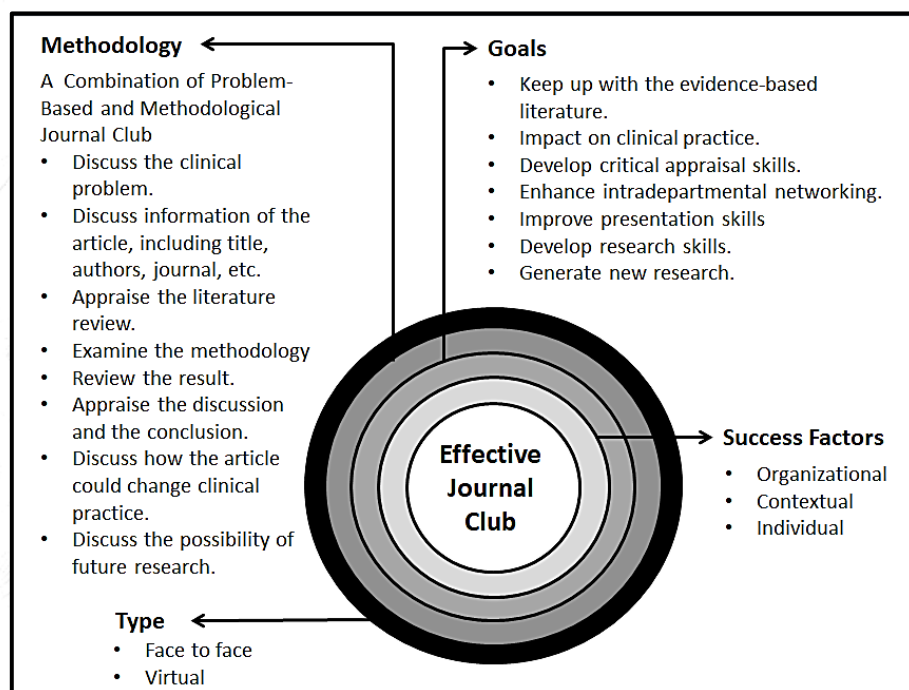 Methodology
A Combination of Problem-
Based and Methodological
Journal Club
• Discuss the clinical
problem.
• Discuss information of the
article, including title,
authors, journal, etc.
• Appraise the literature
review.
• Examine the methodology
• Review the result.
• Appraise the discussion
and the conclusion.
• Discuss how the article
could change clinical
practice.
• Discuss the possibility of
future research.
Goals
• Keep up with the evidence-based
literature.
• Impact on clinical practice.
• Develop critical appraisal skills.
• Enhance intradepartmental networking.
• Improve presentation skills
• Develop research skills.
• Generate new research.
Effective
Journal
Club
Success Factors
• Organizational
• Contextual
• Individual
Type
• Face to face
• Virtual